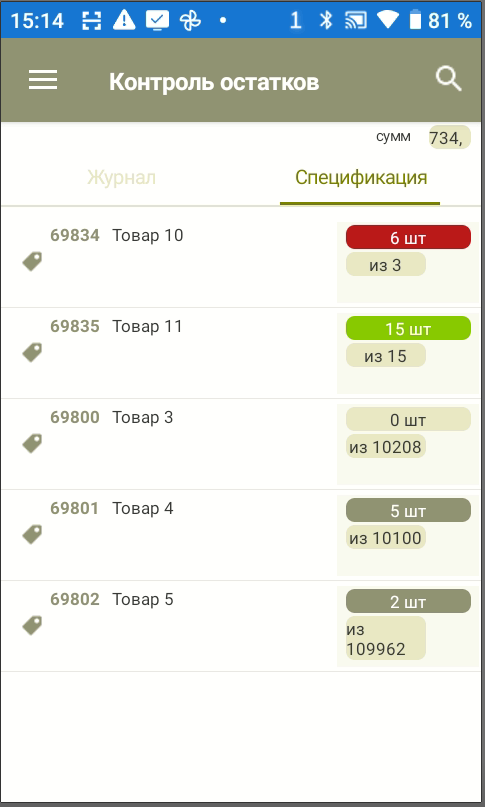 15:14 1 81 %
Контроль остатков
сумм 734,
Журнал Спецификация
69834 Товар 10 6 шт
из 3
69835 Товар 11 15 шт
из 15
69800 Товар 3 0 шт
из 10208
69801 Товар 4 5 шт
из 10100
69802 Товар 5 2 шт
из
109962